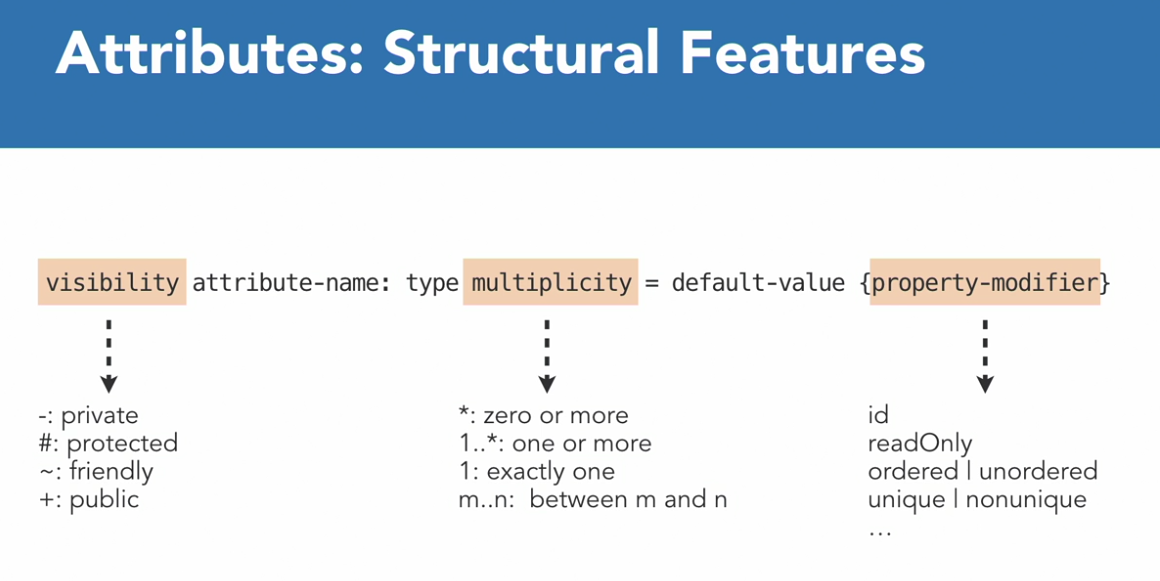 Attributes: Structural Features
visibility attribute-name: type multiplicity = default-value {property-modifier}
-: private
#: protected
~: friendly
+: public
*: zero or more
1..*: one or more
1: exactly one
m..n:  between m and n
id
readOnly
ordered | unordered
unique | nonunique
…